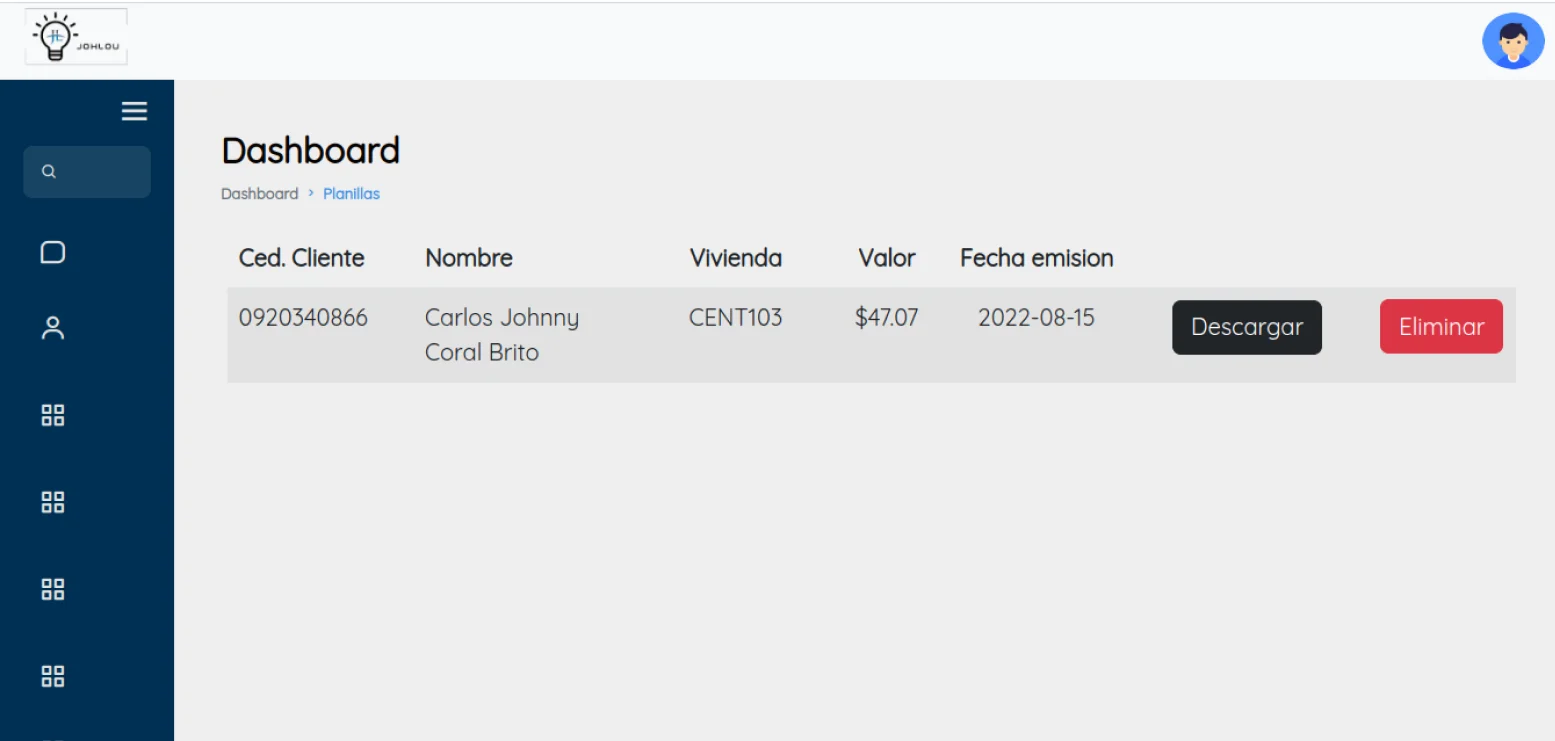 JOHLOU
Dashboard
Dashboard > Planillas
Ced. Cliente Nombre Vivienda Valor Fecha emision
0920340866 Carlos Johnny CENT103 $47.07 2022-08-15 Descargar Eliminar
Coral Brito